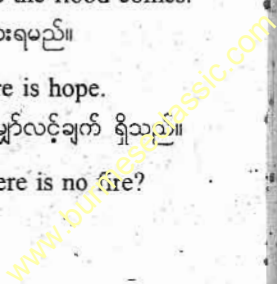 the flood comes.
ားရမည်။
re is hope.
မျှော်လင့်ချက် ရှိသည်။
ere is no fire?
www.burmeseclassic.com